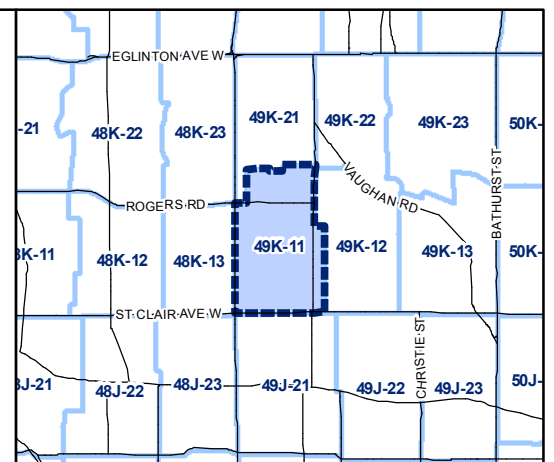 EGLINTON AVE W
49K-21
49K-22
49K-23
50K-
-21
48K-22
48K-23
VAUGHAN RD
BATHURST ST
ROGERS RD
8K-11
48K-12
48K-13
49K-11
49K-12
49K-13
50K-
ST CLAIR AVE W
CHRISTIE ST
8J-21
48J-22
48J-23
49J-21
49J-22
49J-23
50J-